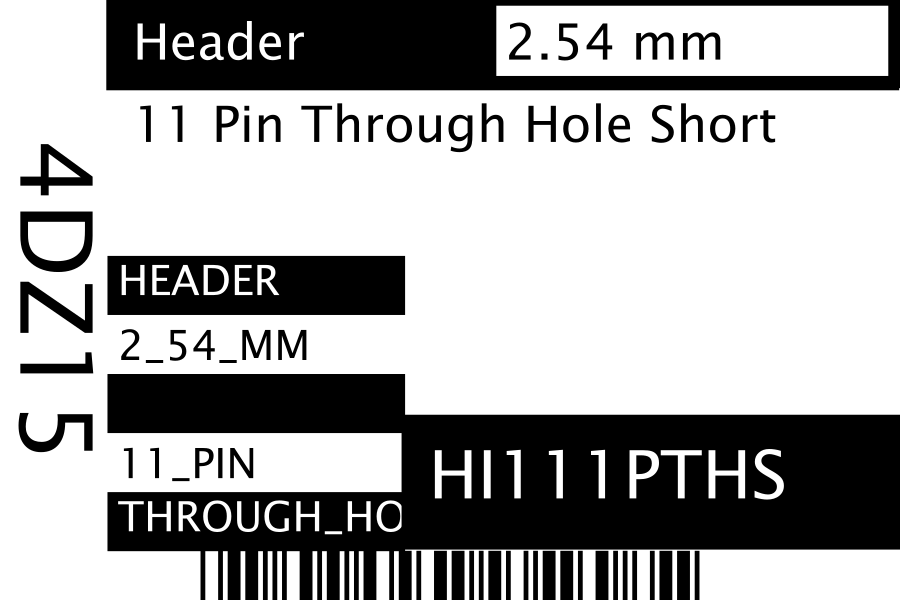 Header
2.54 mm
11 Pin Through Hole Short
4DZ15
HEADER
2_54_MM
11_PIN
THROUGH_HO
HI111PTHS